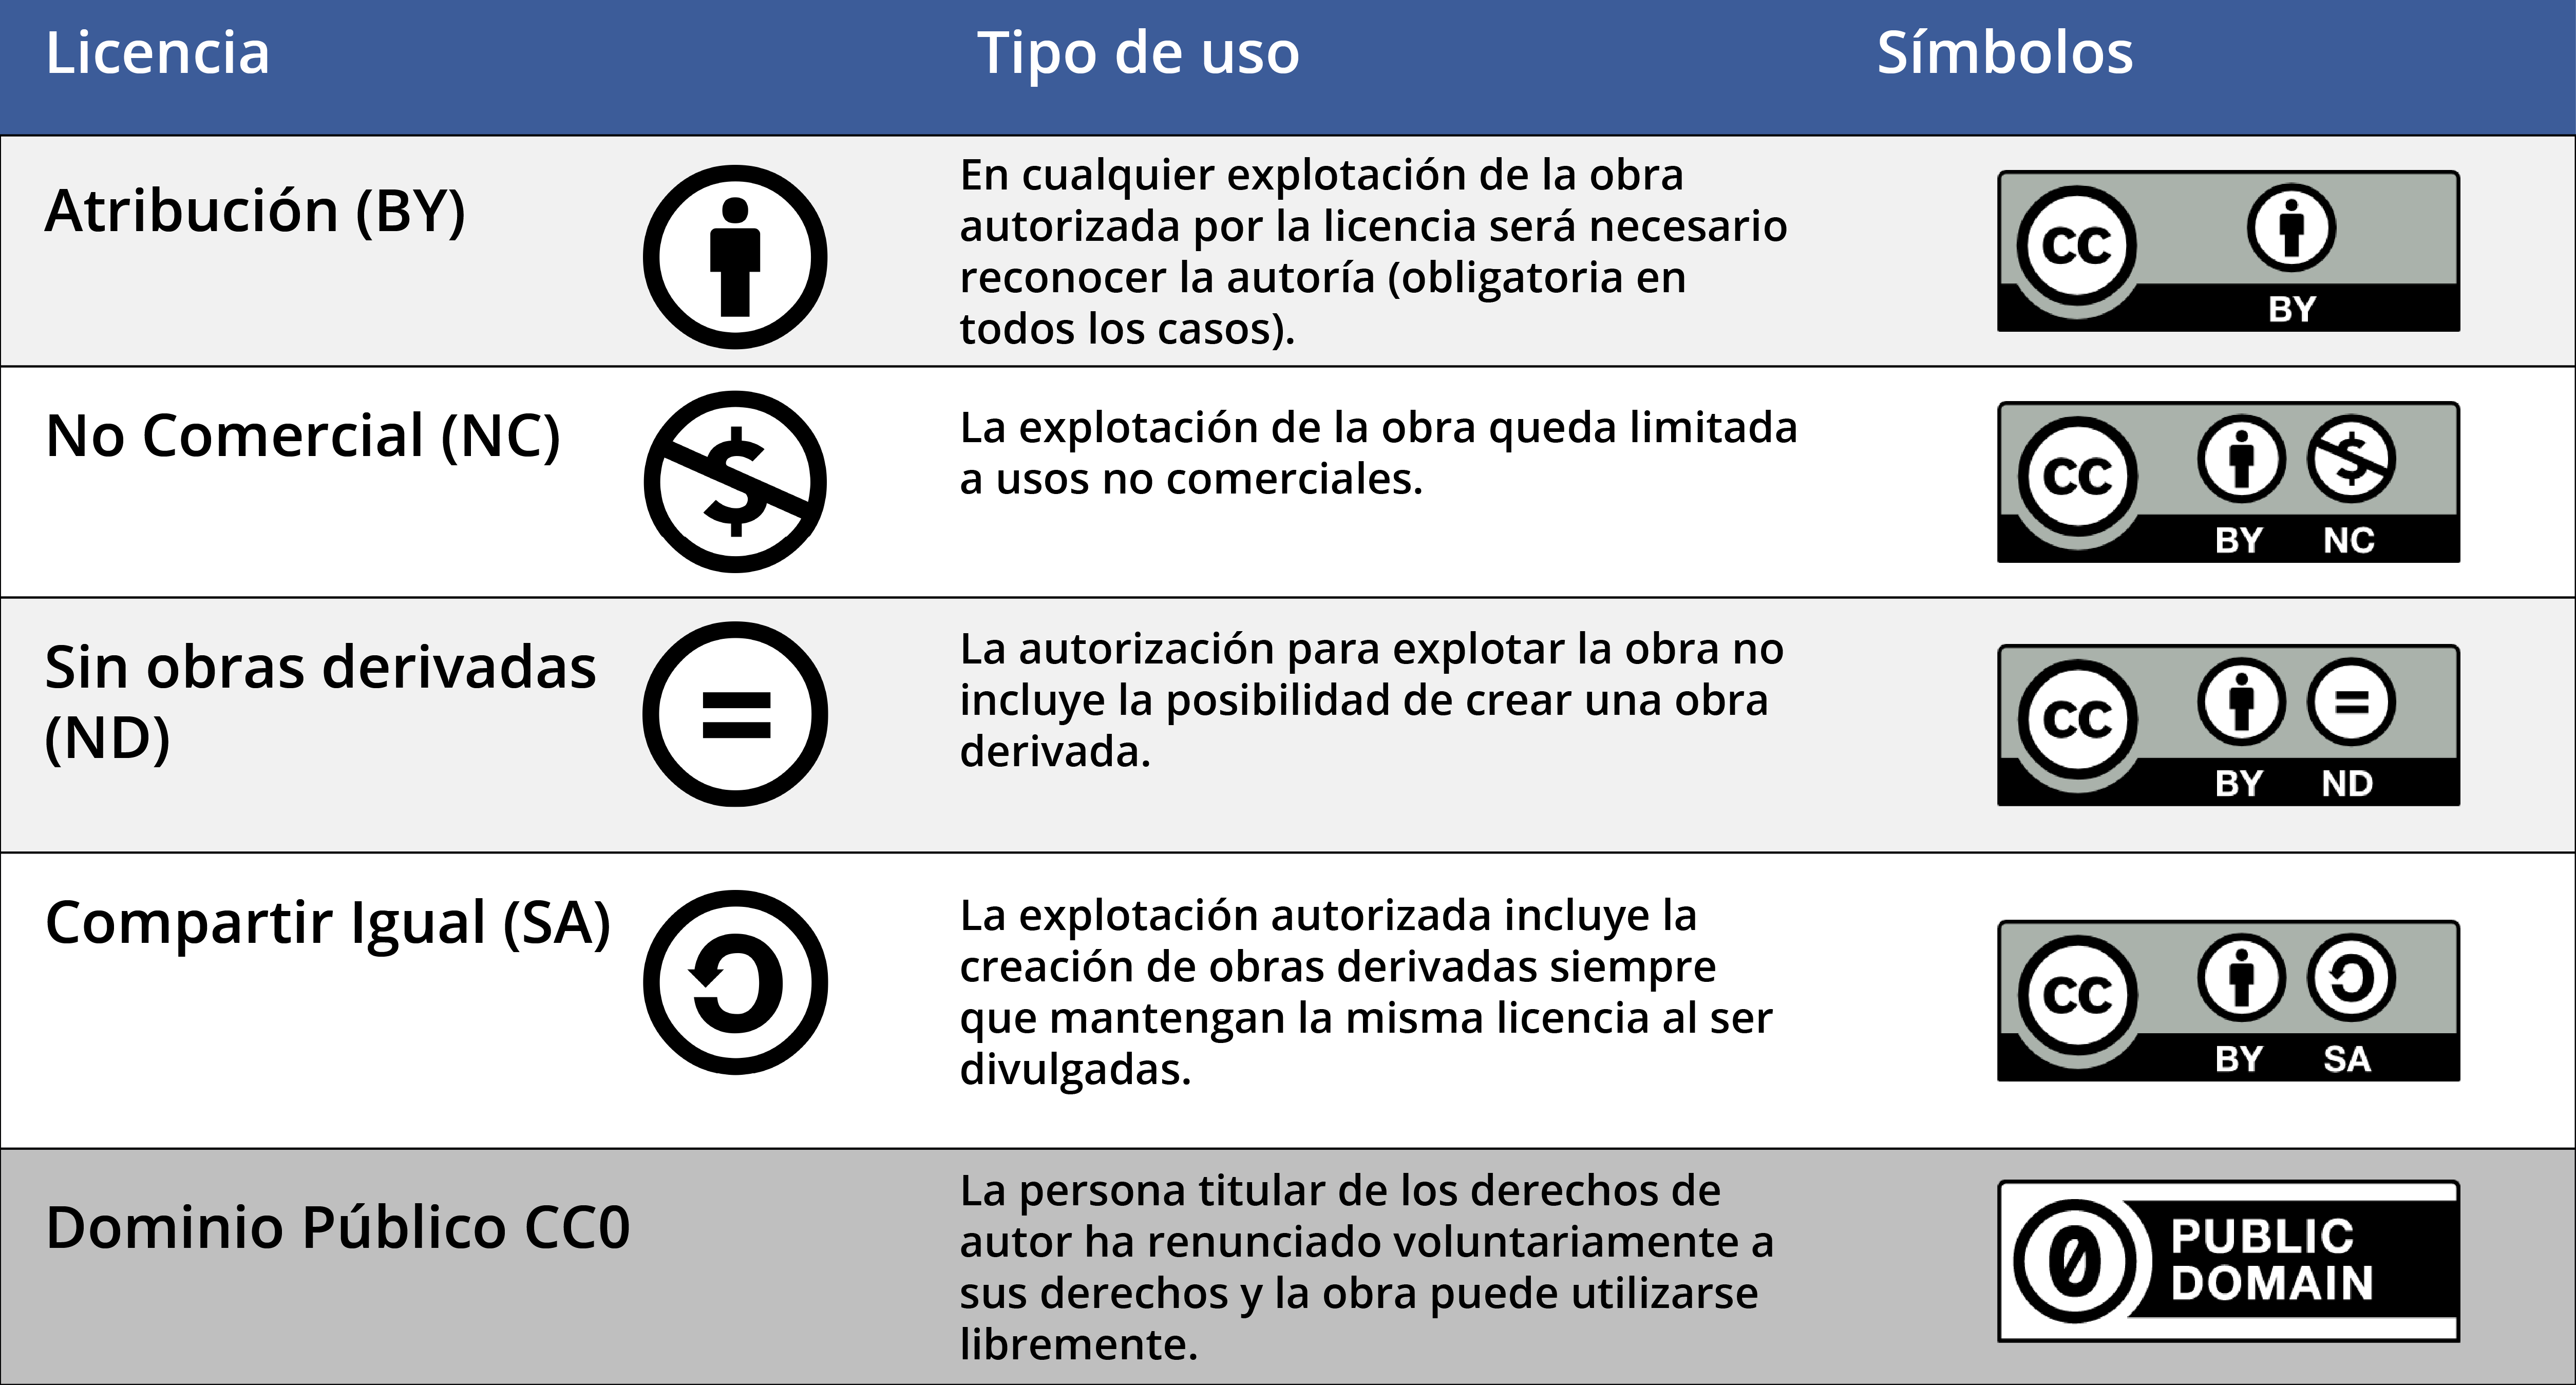 Licencia
Tipo de uso
Símbolos
Atribución (BY)
En cualquier explotación de la obra
autorizada por la licencia será necesario
reconocer la autoría (obligatoria en
todos los casos).
CC
BY
No Comercial (NC)
$
La explotación de la obra queda limitada
a usos no comerciales.
CC
$
BY NC
Sin obras derivadas
(ND)
=
La autorización para explotar la obra no
incluye la posibilidad de crear una obra
derivada.
CC
=
BY ND
Compartir Igual (SA)
La explotación autorizada incluye la
creación de obras derivadas siempre
que mantengan la misma licencia al ser
divulgadas.
CC
BY SA
Dominio Público CC0
La persona titular de los derechos de
autor ha renunciado voluntariamente a
sus derechos y la obra puede utilizarse
libremente.
0
PUBLIC
DOMAIN